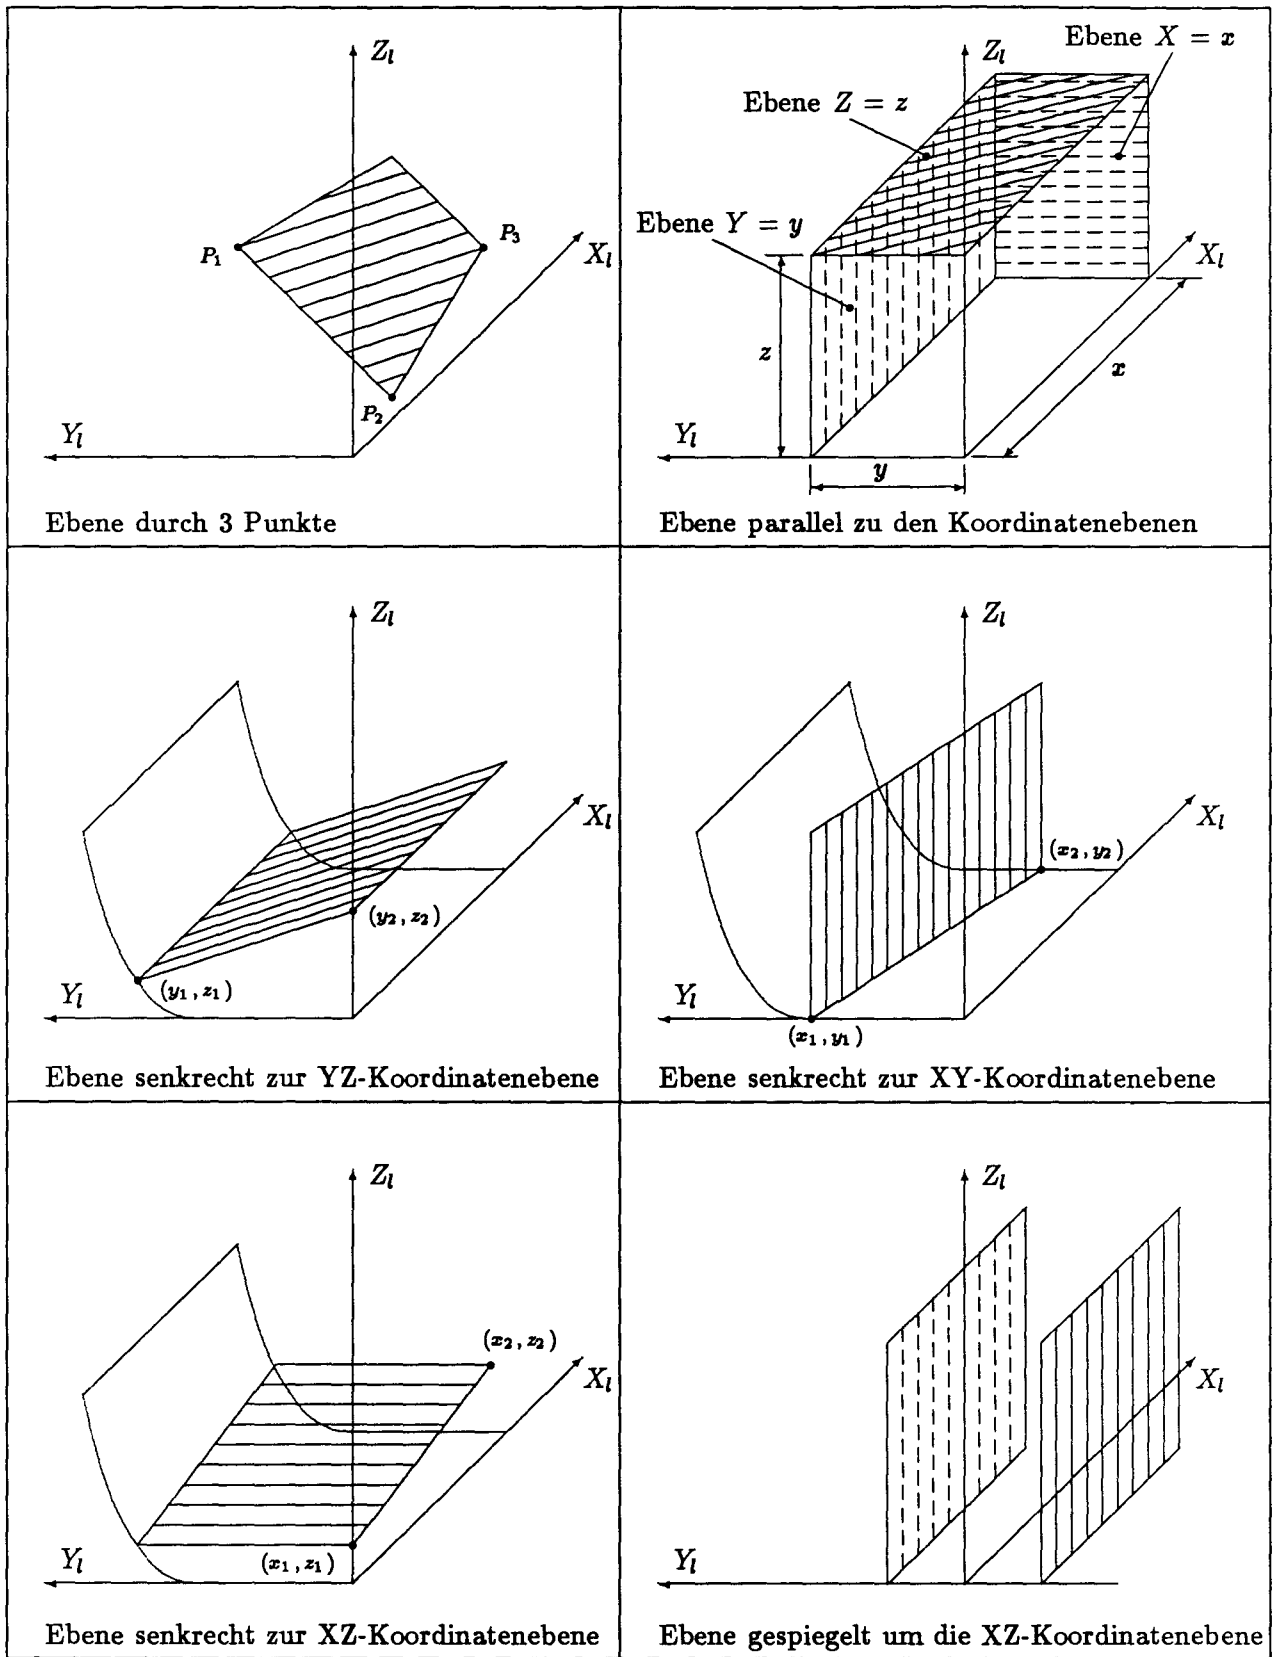 Z_l
P_1
P_3
X_l
P_2
Y_l
Ebene durch 3 Punkte
Ebene X = x
Z_l
Ebene Z = z
Ebene Y = y
X_l
z
x
Y_l
y
Ebene parallel zu den Koordinatenebenen
Z_l
X_l
(y_2, z_2)
(y_1, z_1)
Y_l
Ebene senkrecht zur YZ-Koordinatenebene
Z_l
X_l
(x_2, y_2)
Y_l
(x_1, y_1)
Ebene senkrecht zur XY-Koordinatenebene
Z_l
(x_2, z_2)
X_l
(x_1, z_1)
Y_l
Ebene senkrecht zur XZ-Koordinatenebene
Z_l
X_l
Y_l
Ebene gespiegelt um die XZ-Koordinatenebene